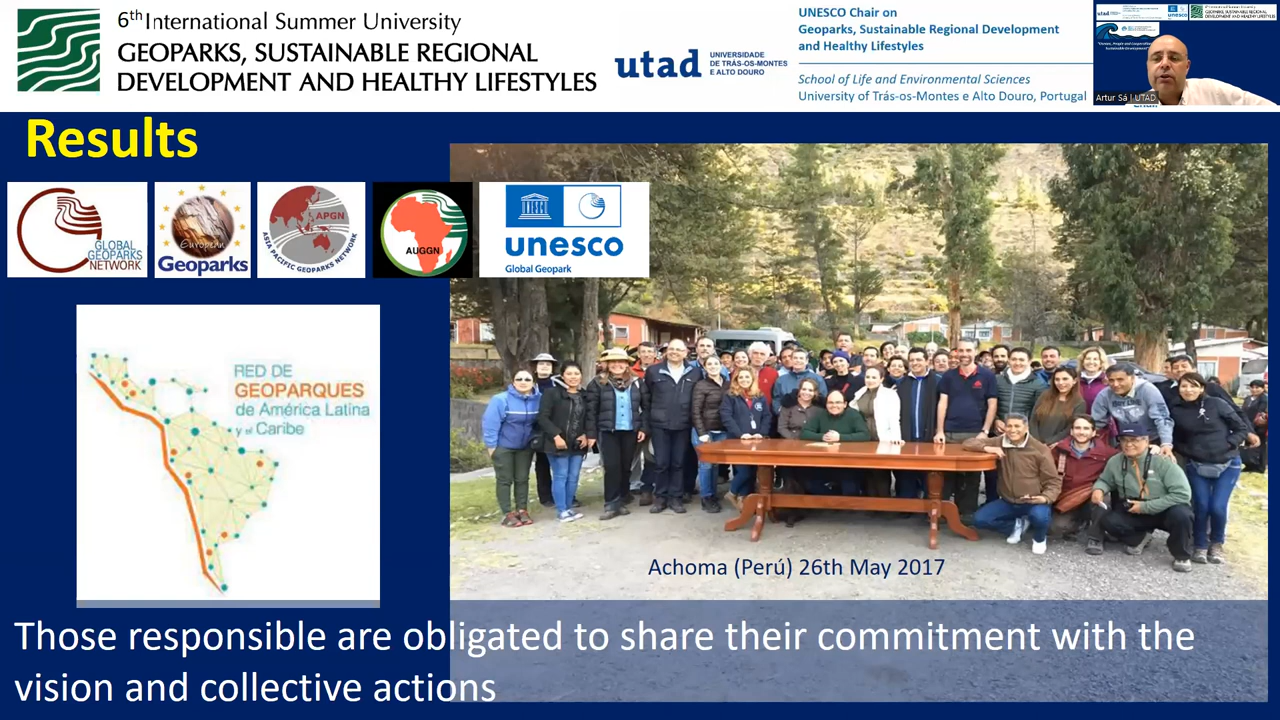 6th International Summer University
GEOPARKS, SUSTAINABLE REGIONAL
DEVELOPMENT AND HEALTHY LIFESTYLES
utad
UNIVERSIDADE
DE TRÁS-OS-MONTES
E ALTO DOURO
UNESCO Chair on
Geoparks, Sustainable Regional Development
and Healthy Lifestyles
School of Life and Environmental Sciences
University of Trás-os-Montes e Alto Douro, Portugal
Artur Sá | UTAD
Results
GLOBAL
GEOPARKS
NETWORK
European
Geoparks
APGN
ASIA PACIFIC GEOPARKS NETWORK
AUGGN
unesco
Global Geopark
RED DE
GEOPARQUES
de América Latina
y el Caribe
Achoma (Perú) 26th May 2017
Those responsible are obligated to share their commitment with the
vision and collective actions